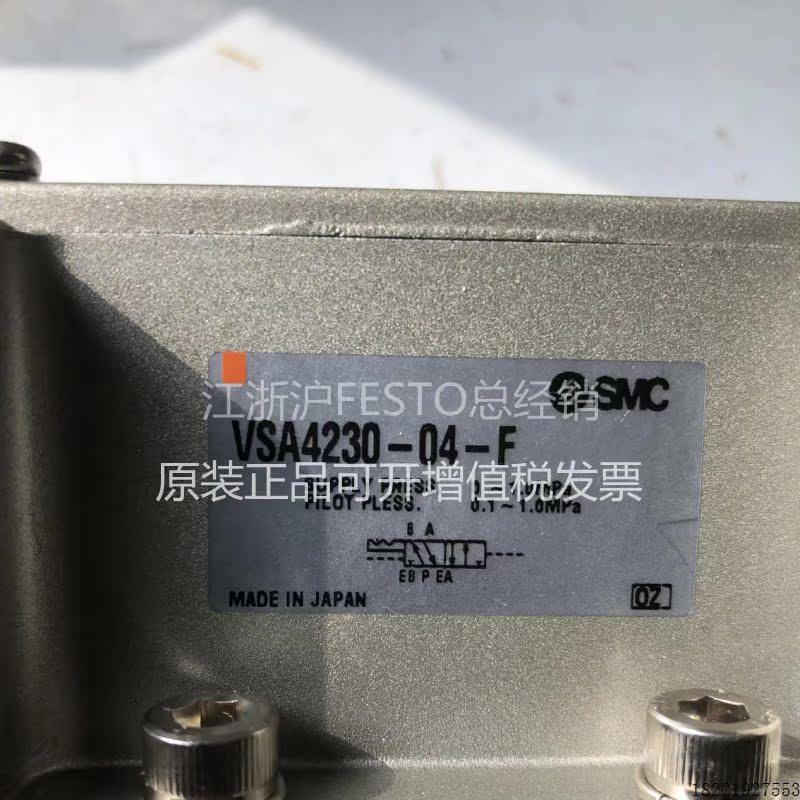 江浙沪FESTO总经销
SMC
VSA4230-04-F
原装正品可开增值税发票
SUPPLY PRESS.
PILOT PLESS. 0.1~1.0MPa
B A
EB P EA
MADE IN JAPAN
OZ
18221927553